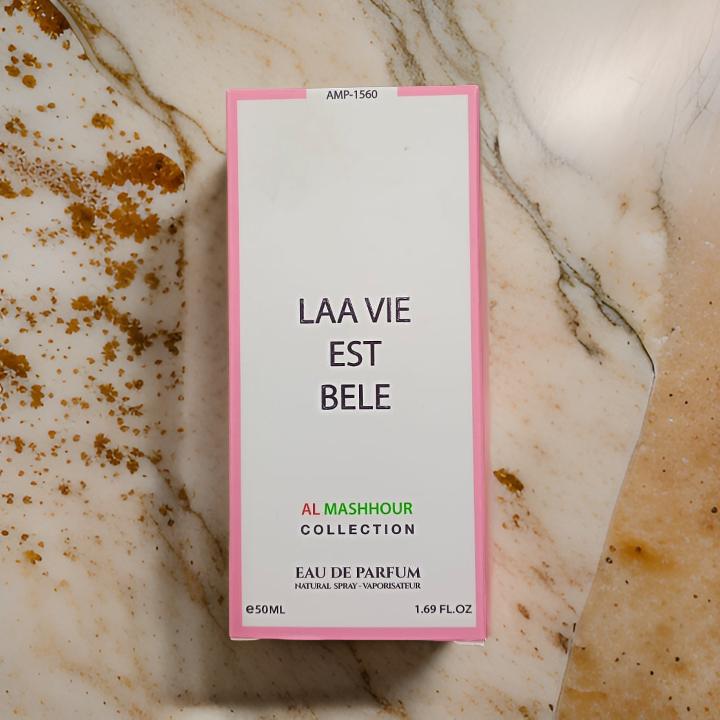 AMP-1560
LAA VIE
EST
BELE
AL MASHHOUR
COLLECTION
EAU DE PARFUM
NATURAL SPRAY - VAPORISATEUR
e50ML 1.69 FL.OZ